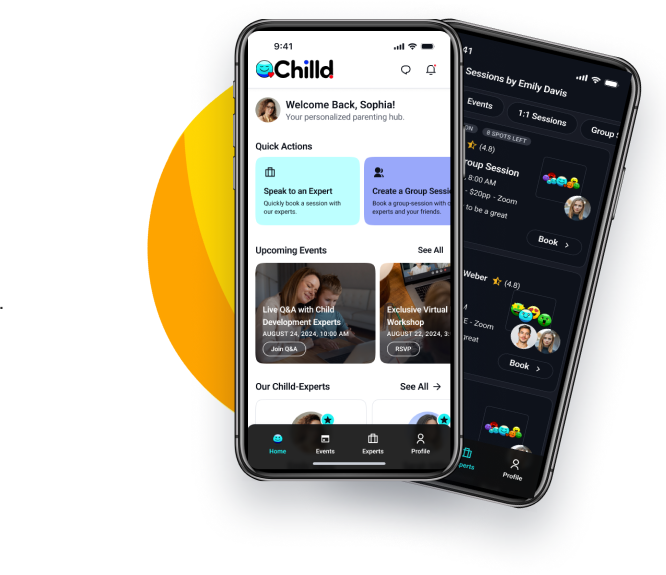 .
9:41
Chilld
Welcome Back, Sophia!
Your personalized parenting hub.
Quick Actions
Speak to an Expert
Quickly book a session with
our experts.
Create a Group Sessi
Book a group-session with
experts and your friends.
Upcoming Events
See All
Live Q&A with Child
Development Experts
AUGUST 24, 2024, 10:00 AM
Join Q&A
Exclusive Virtual
Workshop
AUGUST 22, 2024, 3:
RSVP
Our Chilld-Experts
See All →
Home
Events
Experts
Profile
41
Sessions by Emily Davis
Events
1:1 Sessions
Group
ON
8 SPOTS LEFT
(4.8)
roup Session
, 8:00 AM
- $20pp - Zoom
to be a great
Book >
Weber
(4.8)
M
E - Zoom
great
Book >
perts
Profile